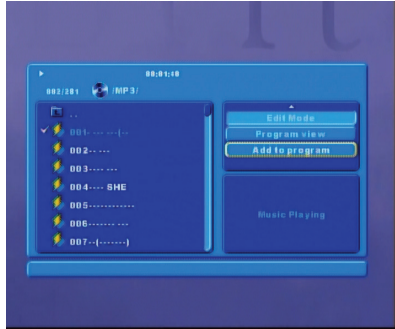 00:01:40
002/201 /MP3/
..
001- --- ---(--
002-- ---
003---- ---
004---- SHE
005------------
006------- ---
007--(-------)
Edit Mode
Program view
Add to program
Music Playing